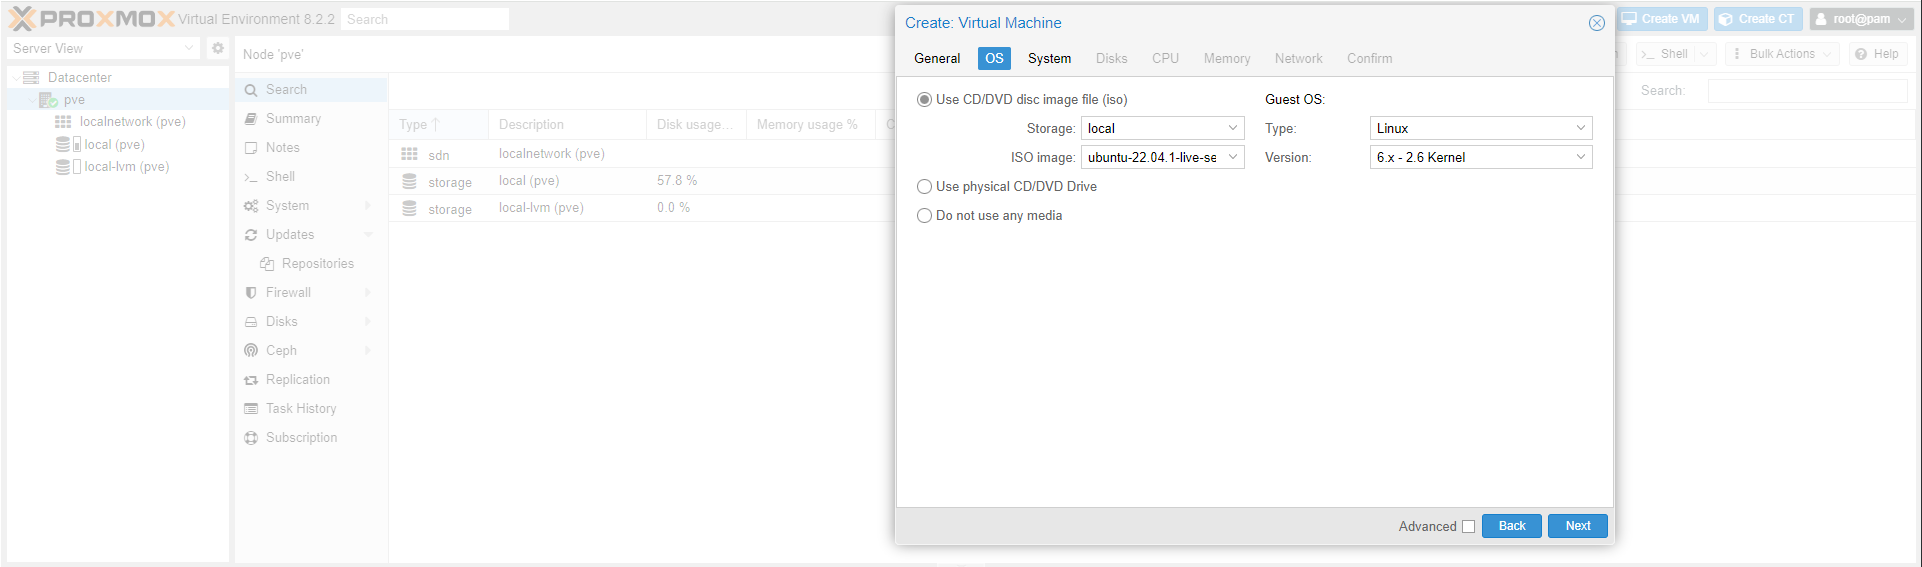 PROXMOX Virtual Environment 8.2.2 Search
Create VM Create CT root@pam
Server View
Datacenter
pve
localnetwork (pve)
local (pve)
local-lvm (pve)
Node 'pve'
Shell Bulk Actions Help
Search:
Search
Summary
Notes
Shell
System
Updates
Repositories
Firewall
Disks
Ceph
Replication
Task History
Subscription
Type Description Disk usage... Memory usage % C
sdn localnetwork (pve)
storage local (pve) 57.8 %
storage local-lvm (pve) 0.0 %
Create: Virtual Machine
General OS System Disks CPU Memory Network Confirm
Use CD/DVD disc image file (iso) Guest OS:
Storage: local Type: Linux
ISO image: ubuntu-22.04.1-live-se Version: 6.x - 2.6 Kernel
Use physical CD/DVD Drive
Do not use any media
Advanced Back Next